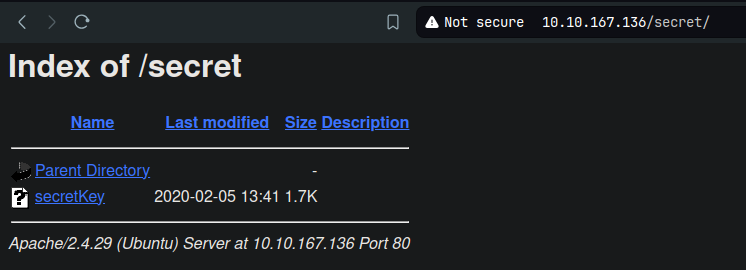 Not secure 10.10.167.136/secret/
Index of /secret
Name Last modified Size Description
Parent Directory -
secretKey 2020-02-05 13:41 1.7K
Apache/2.4.29 (Ubuntu) Server at 10.10.167.136 Port 80